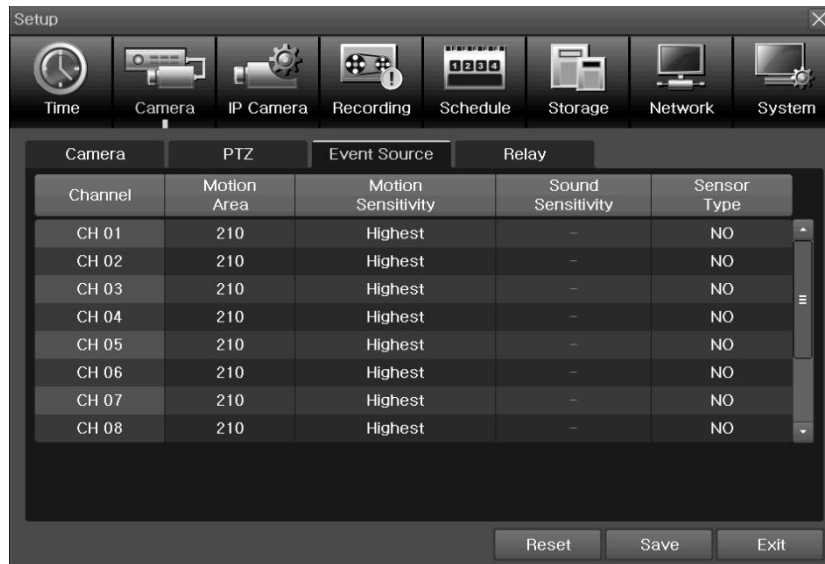 Setup
Time Camera IP Camera Recording Schedule Storage Network System
Camera PTZ Event Source Relay
Channel Motion Area Motion Sensitivity Sound Sensitivity Sensor Type
CH 01 210 Highest – NO
CH 02 210 Highest – NO
CH 03 210 Highest – NO
CH 04 210 Highest – NO
CH 05 210 Highest – NO
CH 06 210 Highest – NO
CH 07 210 Highest – NO
CH 08 210 Highest – NO
Reset Save Exit